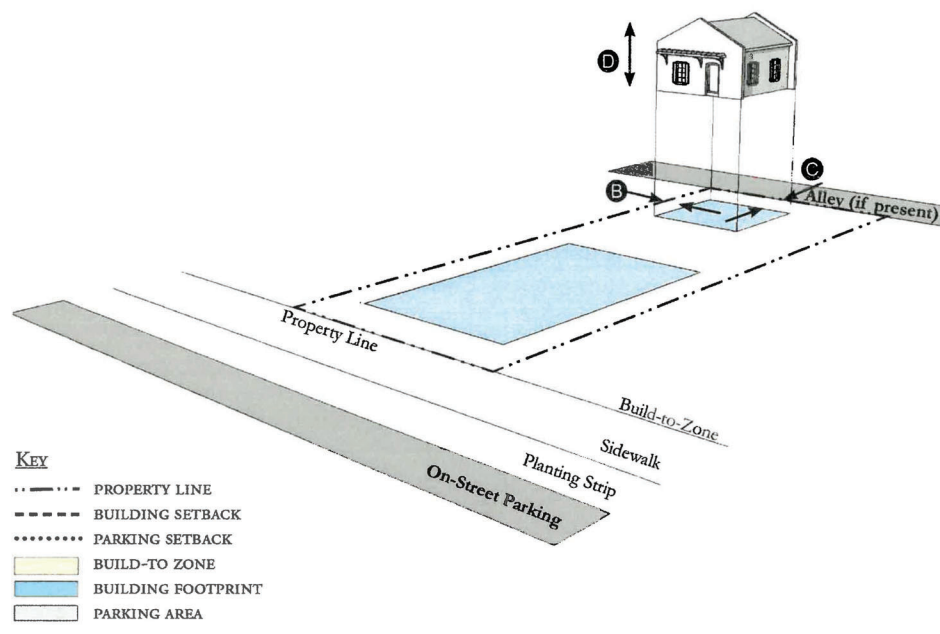 D
C
B
Alley (if present)
Property Line
Build-to-Zone
Sidewalk
Planting Strip
On-Street Parking
KEY
PROPERTY LINE
BUILDING SETBACK
PARKING SETBACK
BUILD-TO ZONE
BUILDING FOOTPRINT
PARKING AREA